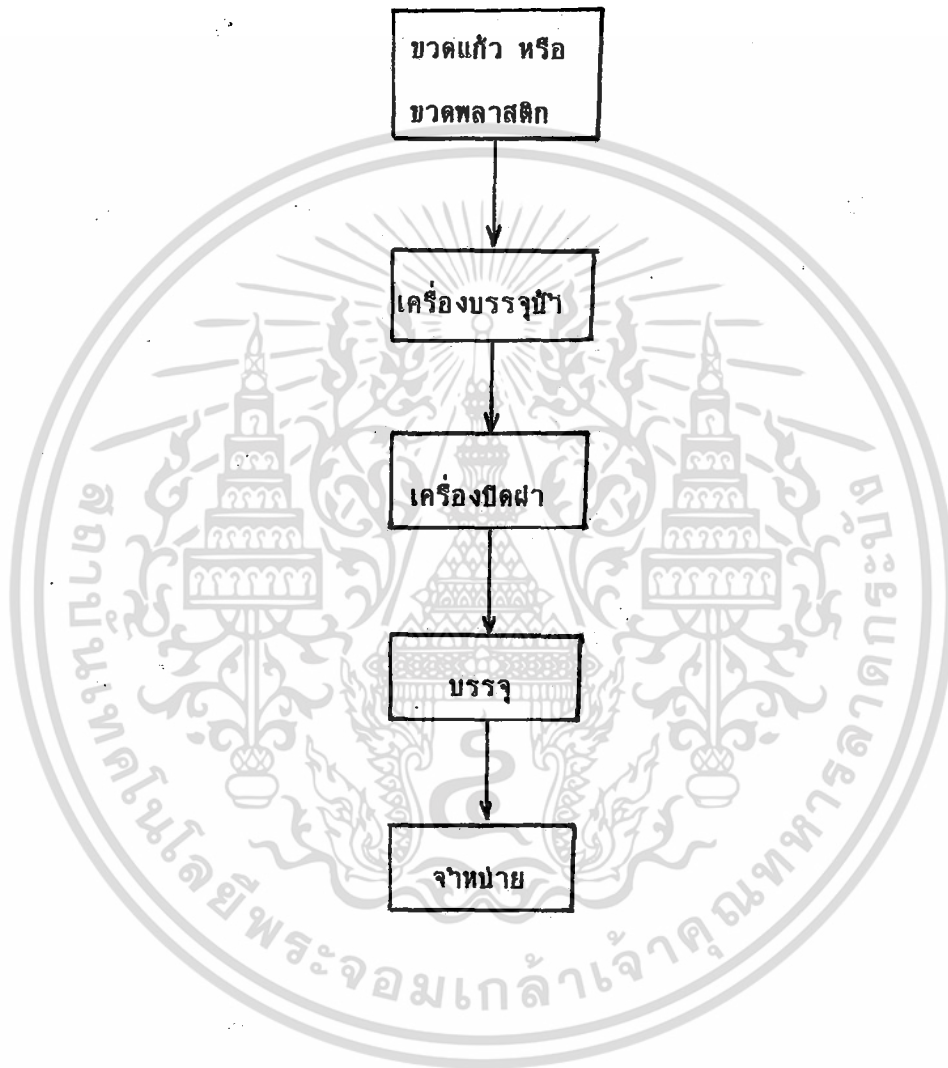 ขวดแก้ว หรือ
ขวดพลาสติก
เครื่องบรรจุน้ำ
เครื่องปิดฝา
บรรจุ
จำหน่าย
สถาบันเทคโนโลยีพระจอมเกล้าเจ้าคุณทหารลาดกระบัง